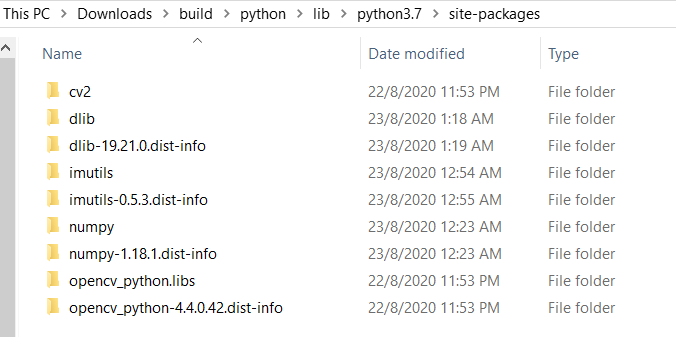 This PC > Downloads > build > python > lib > python3.7 > site-packages
Name Date modified Type
cv2 22/8/2020 11:53 PM File folder
dlib 23/8/2020 1:18 AM File folder
dlib-19.21.0.dist-info 23/8/2020 1:19 AM File folder
imutils 23/8/2020 12:54 AM File folder
imutils-0.5.3.dist-info 23/8/2020 12:55 AM File folder
numpy 23/8/2020 12:23 AM File folder
numpy-1.18.1.dist-info 23/8/2020 12:23 AM File folder
opencv_python.libs 22/8/2020 11:53 PM File folder
opencv_python-4.4.0.42.dist-info 22/8/2020 11:53 PM File folder